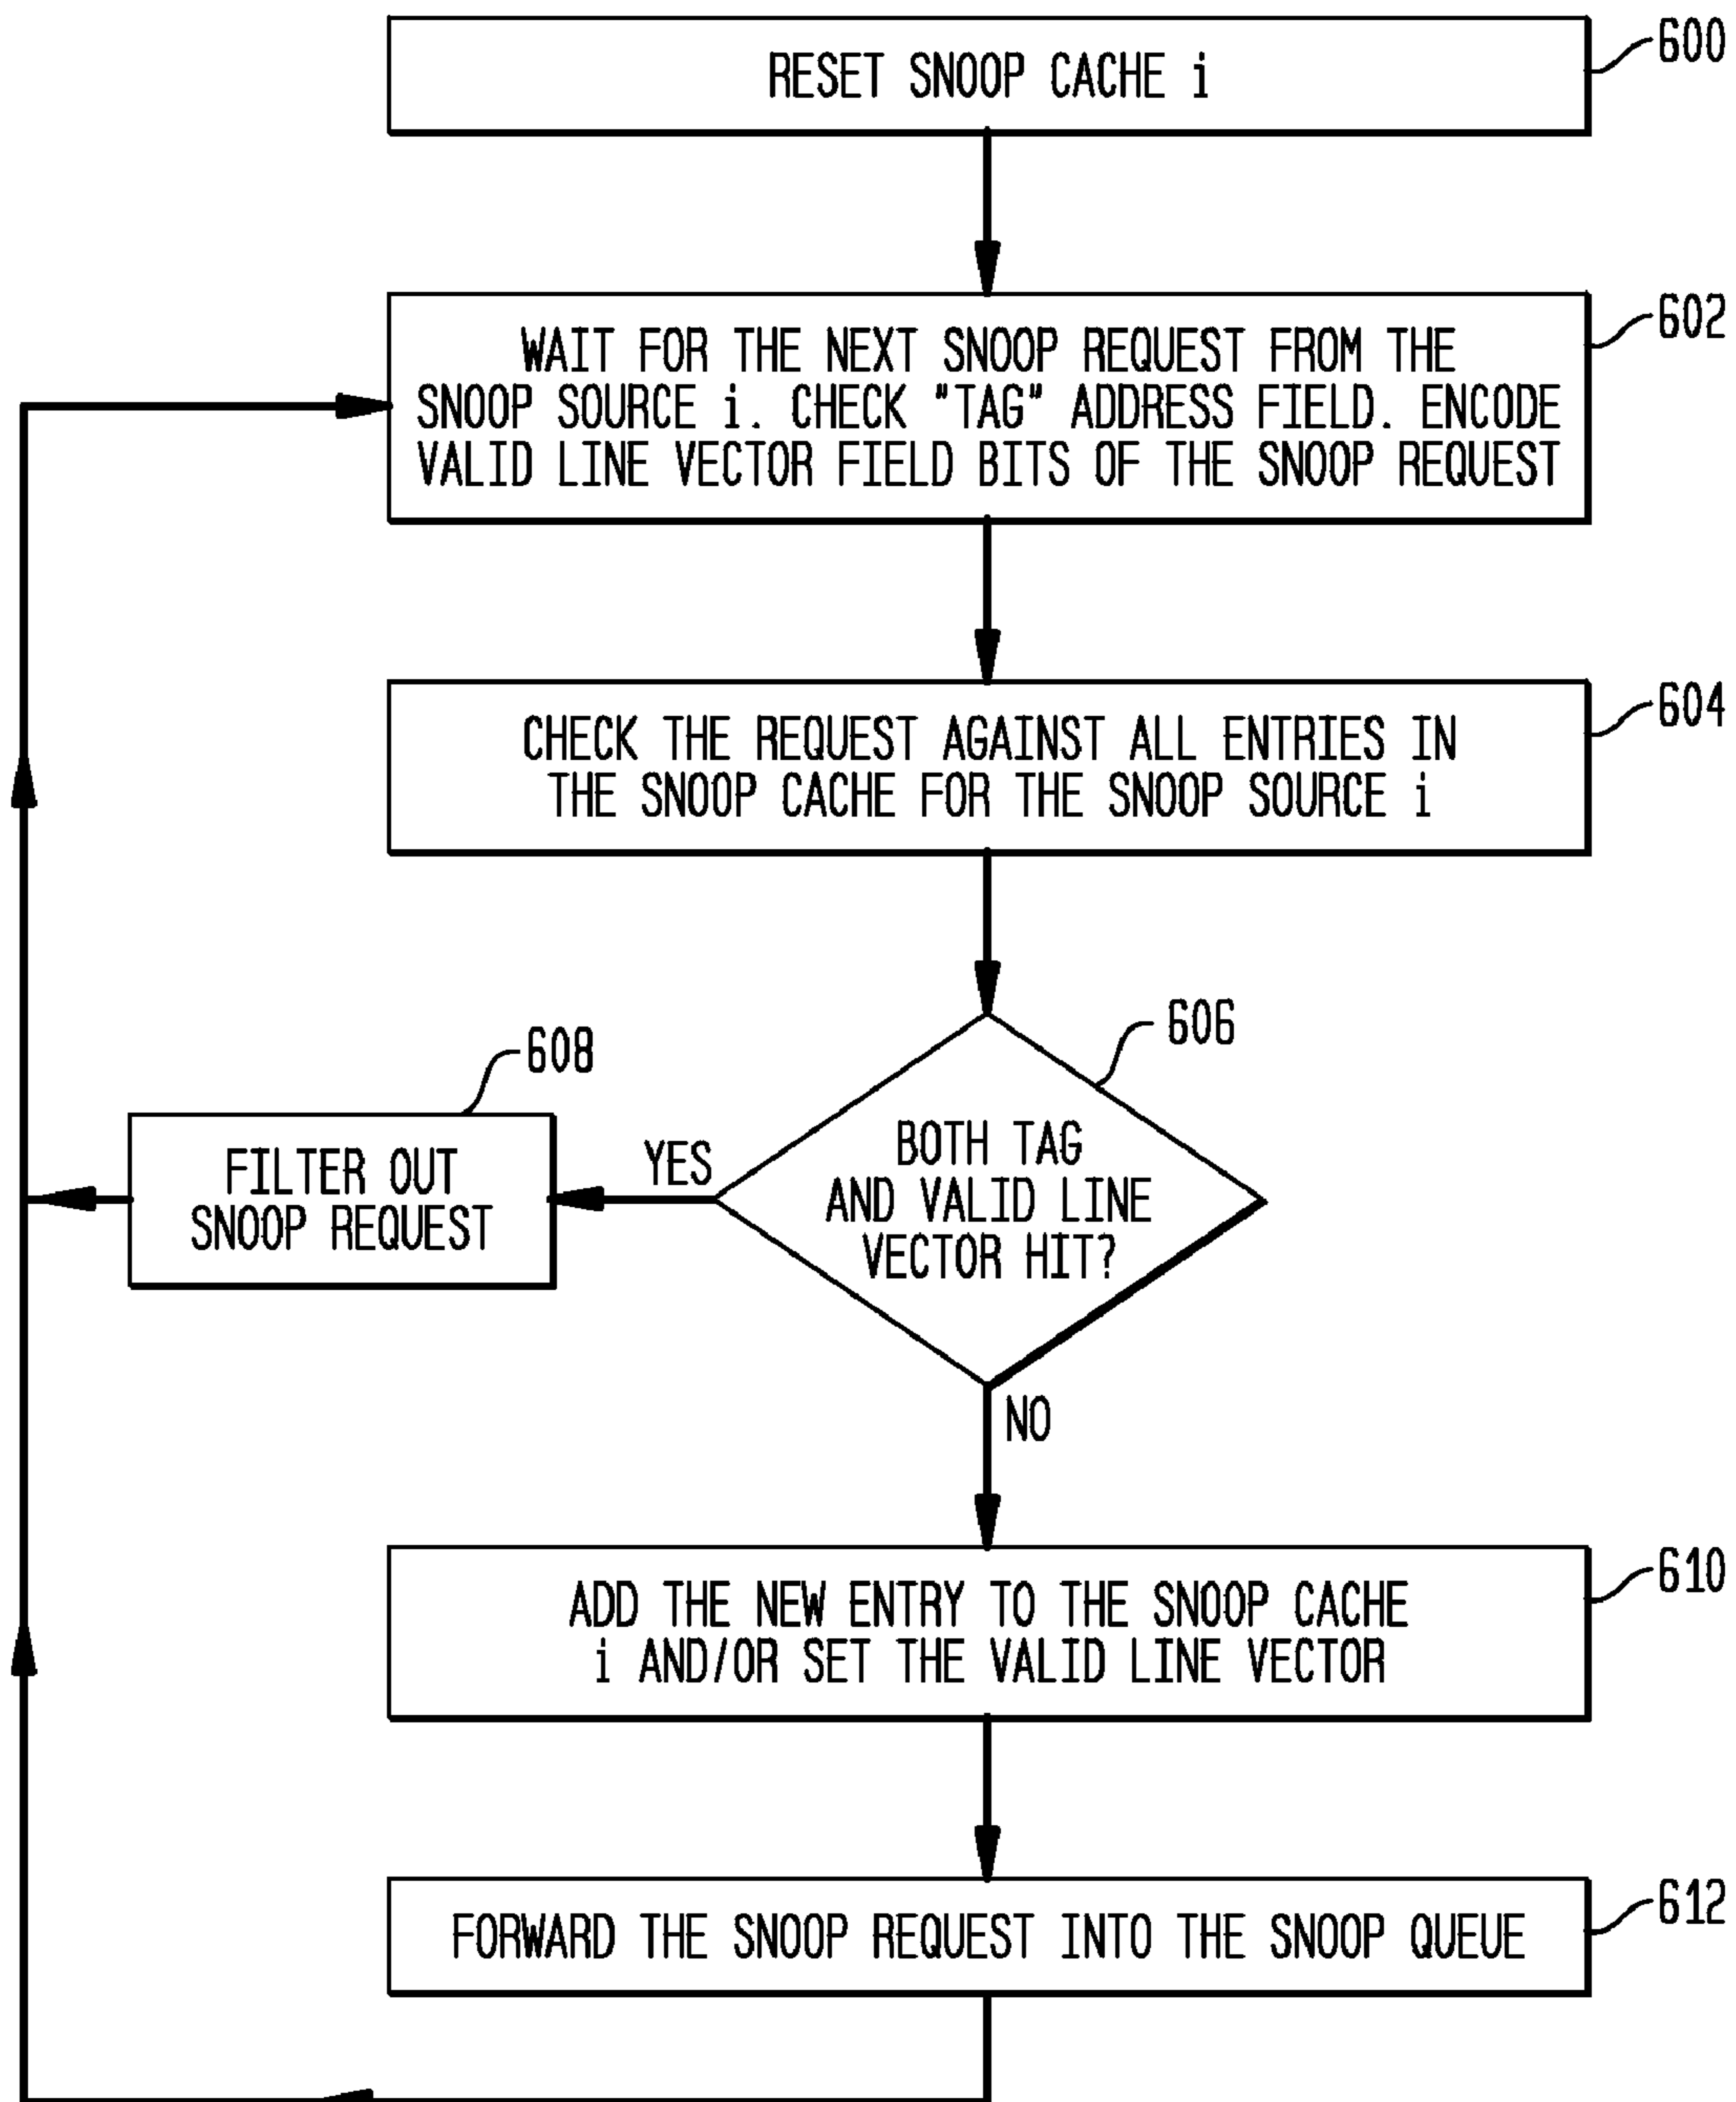 RESET SNOOP CACHE i
600
WAIT FOR THE NEXT SNOOP REQUEST FROM THE
SNOOP SOURCE i. CHECK "TAG" ADDRESS FIELD. ENCODE
VALID LINE VECTOR FIELD BITS OF THE SNOOP REQUEST
602
CHECK THE REQUEST AGAINST ALL ENTRIES IN
THE SNOOP CACHE FOR THE SNOOP SOURCE i
604
606
BOTH TAG
AND VALID LINE
VECTOR HIT?
YES
608
FILTER OUT
SNOOP REQUEST
NO
ADD THE NEW ENTRY TO THE SNOOP CACHE
i AND/OR SET THE VALID LINE VECTOR
610
FORWARD THE SNOOP REQUEST INTO THE SNOOP QUEUE
612